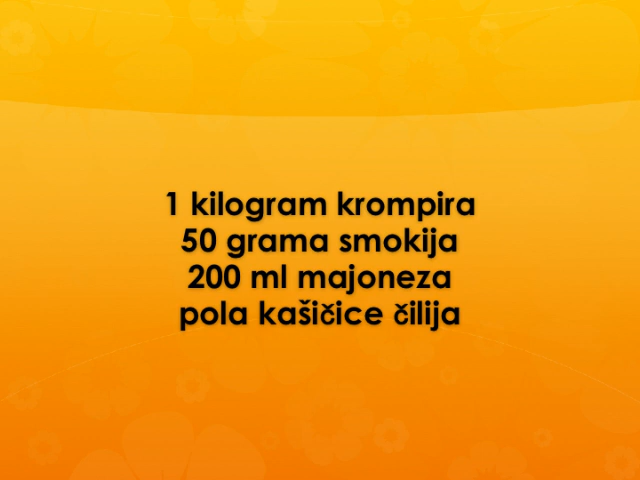 1 kilogram krompira
50 grama smokija
200 ml majoneza
pola kašičice čilija